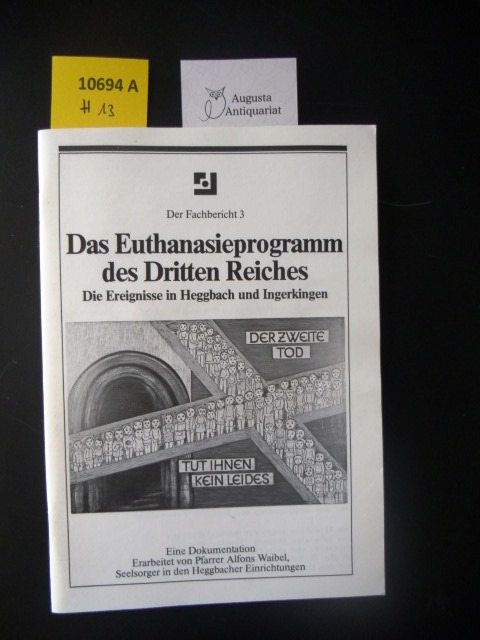 10694 A
H 13
Augusta
Antiquariat
Der Fachbericht 3
Das Euthanasieprogramm
des Dritten Reiches
Die Ereignisse in Heggbach und Ingerkingen
DER ZWEITE
TOD
TUT IHNEN
KEIN LEIDES
Eine Dokumentation
Erarbeitet von Pfarrer Alfons Waibel,
Seelsorger in den Heggbacher Einrichtungen